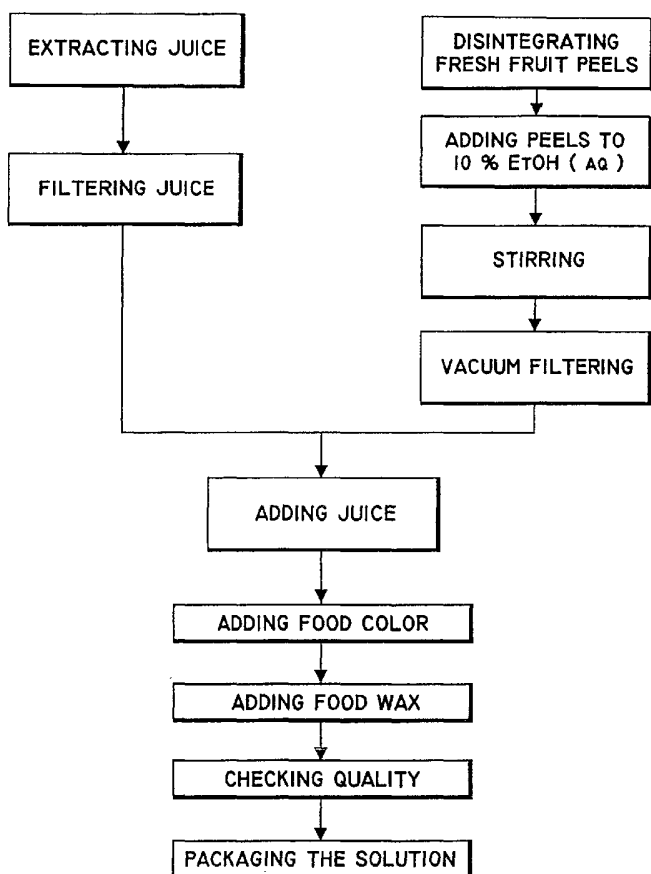 EXTRACTING JUICE
FILTERING JUICE
DISINTEGRATING
FRESH FRUIT PEELS
ADDING PEELS TO
10 % ETOH ( AQ )
STIRRING
VACUUM FILTERING
ADDING JUICE
ADDING FOOD COLOR
ADDING FOOD WAX
CHECKING QUALITY
PACKAGING THE SOLUTION